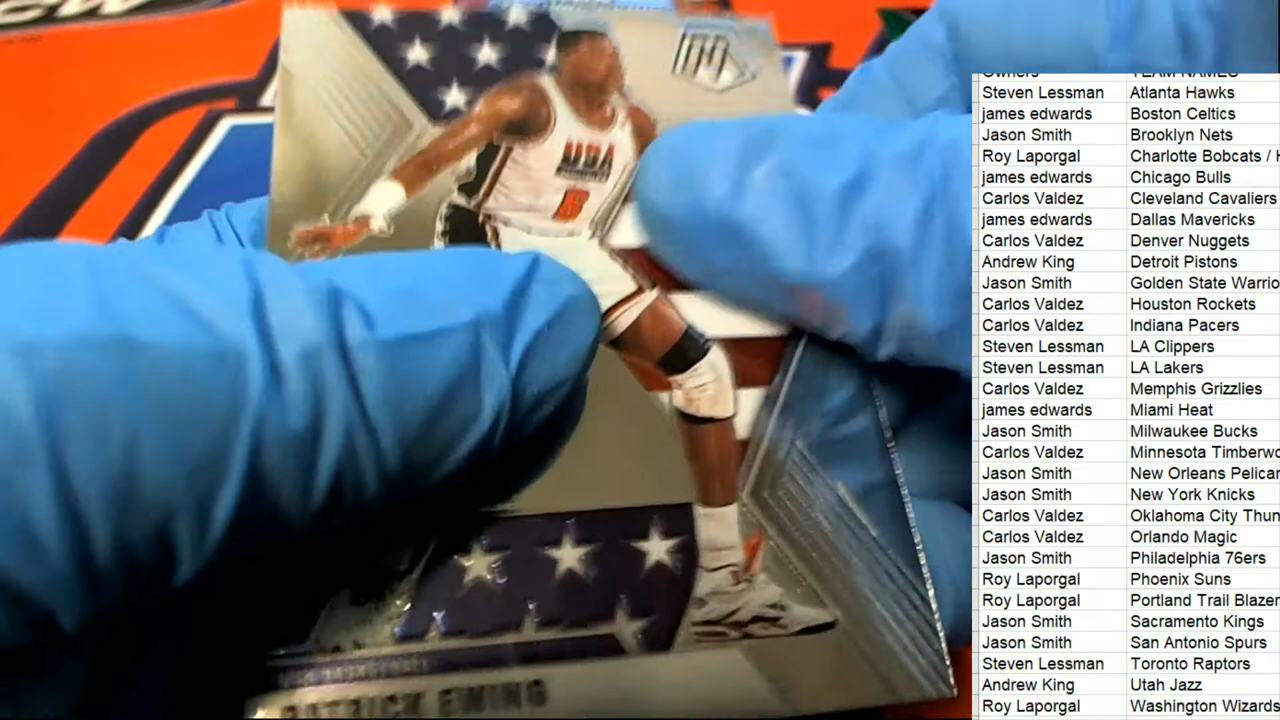 USA
6
USA BASKETBALL
PATRICK EWING
Owners TEAM NAMES
Steven Lessman Atlanta Hawks
james edwards Boston Celtics
Jason Smith Brooklyn Nets
Roy Laporgal Charlotte Bobcats / H
james edwards Chicago Bulls
Carlos Valdez Cleveland Cavaliers
james edwards Dallas Mavericks
Carlos Valdez Denver Nuggets
Andrew King Detroit Pistons
Jason Smith Golden State Warrio
Carlos Valdez Houston Rockets
Carlos Valdez Indiana Pacers
Steven Lessman LA Clippers
Steven Lessman LA Lakers
Carlos Valdez Memphis Grizzlies
james edwards Miami Heat
Jason Smith Milwaukee Bucks
Carlos Valdez Minnesota Timberwo
Jason Smith New Orleans Pelican
Jason Smith New York Knicks
Carlos Valdez Oklahoma City Thun
Carlos Valdez Orlando Magic
Jason Smith Philadelphia 76ers
Roy Laporgal Phoenix Suns
Roy Laporgal Portland Trail Blazer
Jason Smith Sacramento Kings
Jason Smith San Antonio Spurs
Steven Lessman Toronto Raptors
Andrew King Utah Jazz
Roy Laporgal Washington Wizards